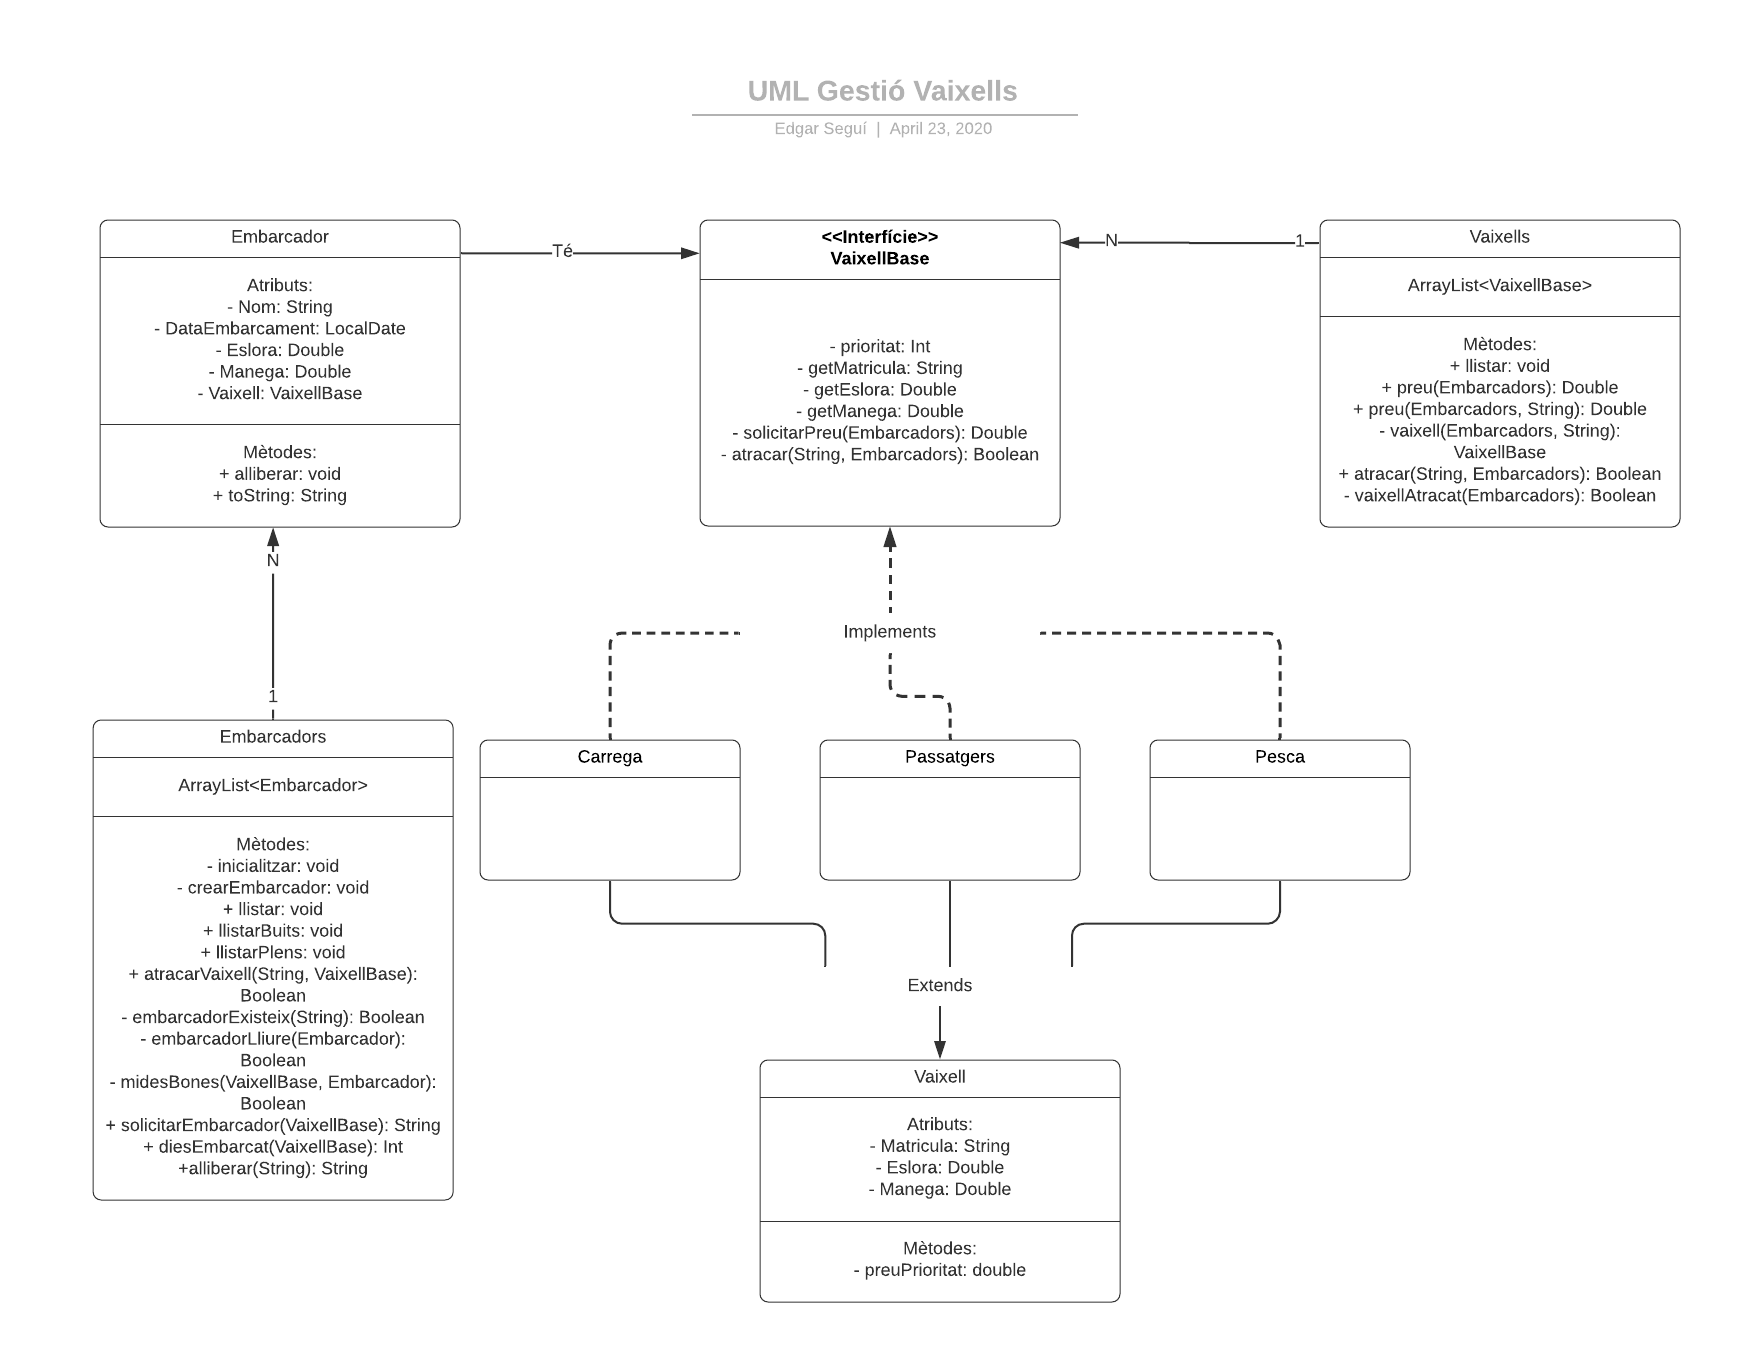 UML Gestió Vaixells
Edgar Seguí | April 23, 2020
Embarcador
Atributs:
- Nom: String
- DataEmbarcament: LocalDate
- Eslora: Double
- Manega: Double
- Vaixell: VaixellBase
Mètodes:
+ alliberar: void
+ toString: String
Té
<<Interfície>>
VaixellBase
- prioritat: Int
- getMatricula: String
- getEslora: Double
- getManega: Double
- solicitarPreu(Embarcadors): Double
- atracar(String, Embarcadors): Boolean
N
1
Vaixells
ArrayList<VaixellBase>
Mètodes:
+ llistar: void
+ preu(Embarcadors): Double
+ preu(Embarcadors, String): Double
- vaixell(Embarcadors, String):
VaixellBase
+ atracar(String, Embarcadors): Boolean
- vaixellAtracat(Embarcadors): Boolean
N
1
Embarcadors
ArrayList<Embarcador>
Mètodes:
- inicialitzar: void
- crearEmbarcador: void
+ llistar: void
+ llistarBuits: void
+ llistarPlens: void
+ atracarVaixell(String, VaixellBase):
Boolean
- embarcadorExisteix(String): Boolean
- embarcadorLliure(Embarcador):
Boolean
- midesBones(VaixellBase, Embarcador):
Boolean
+ solicitarEmbarcador(VaixellBase): String
+ diesEmbarcat(VaixellBase): Int
+alliberar(String): String
Implements
Carrega
Passatgers
Pesca
Extends
Vaixell
Atributs:
- Matricula: String
- Eslora: Double
- Manega: Double
Mètodes:
- preuPrioritat: double